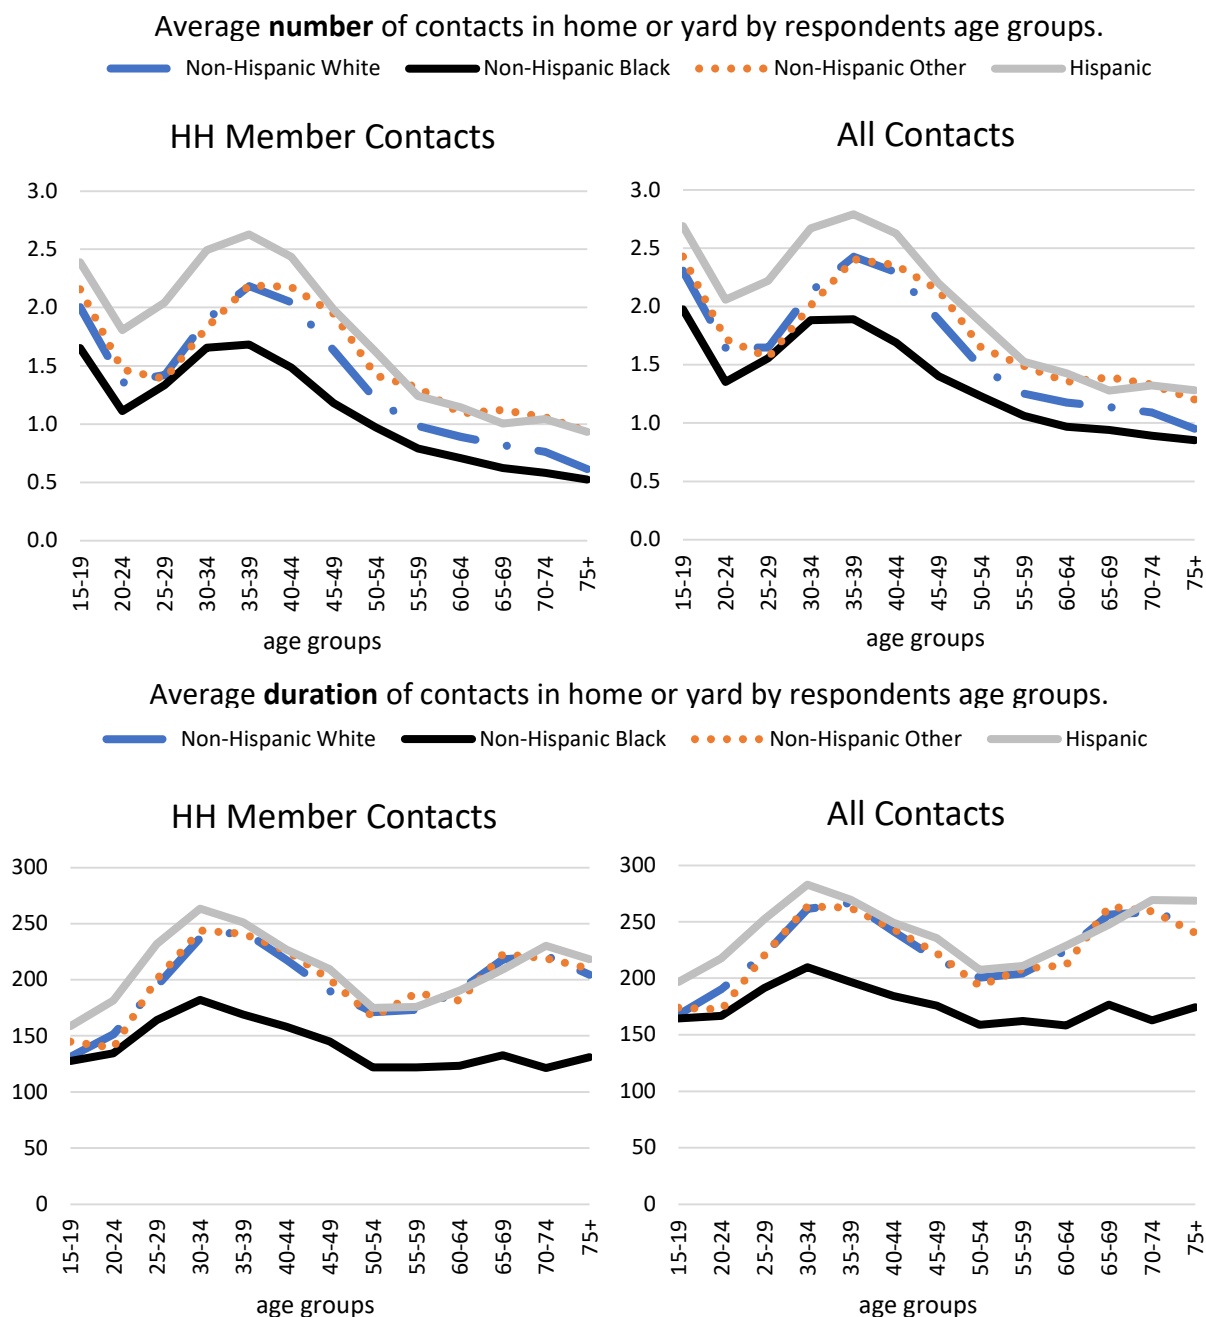 Average number of contacts in home or yard by respondents age groups.
Non-Hispanic White Non-Hispanic Black Non-Hispanic Other Hispanic
HH Member Contacts
3.0
2.5
2.0
1.5
1.0
0.5
0.0
15-19 20-24 25-29 30-34 35-39 40-44 45-49 50-54 55-59 60-64 65-69 70-74 75+
age groups
All Contacts
3.0
2.5
2.0
1.5
1.0
0.5
0.0
15-19 20-24 25-29 30-34 35-39 40-44 45-49 50-54 55-59 60-64 65-69 70-74 75+
age groups
Average duration of contacts in home or yard by respondents age groups.
Non-Hispanic White Non-Hispanic Black Non-Hispanic Other Hispanic
HH Member Contacts
300
250
200
150
100
50
0
15-19 20-24 25-29 30-34 35-39 40-44 45-49 50-54 55-59 60-64 65-69 70-74 75+
age groups
All Contacts
300
250
200
150
100
50
0
15-19 20-24 25-29 30-34 35-39 40-44 45-49 50-54 55-59 60-64 65-69 70-74 75+
age groups